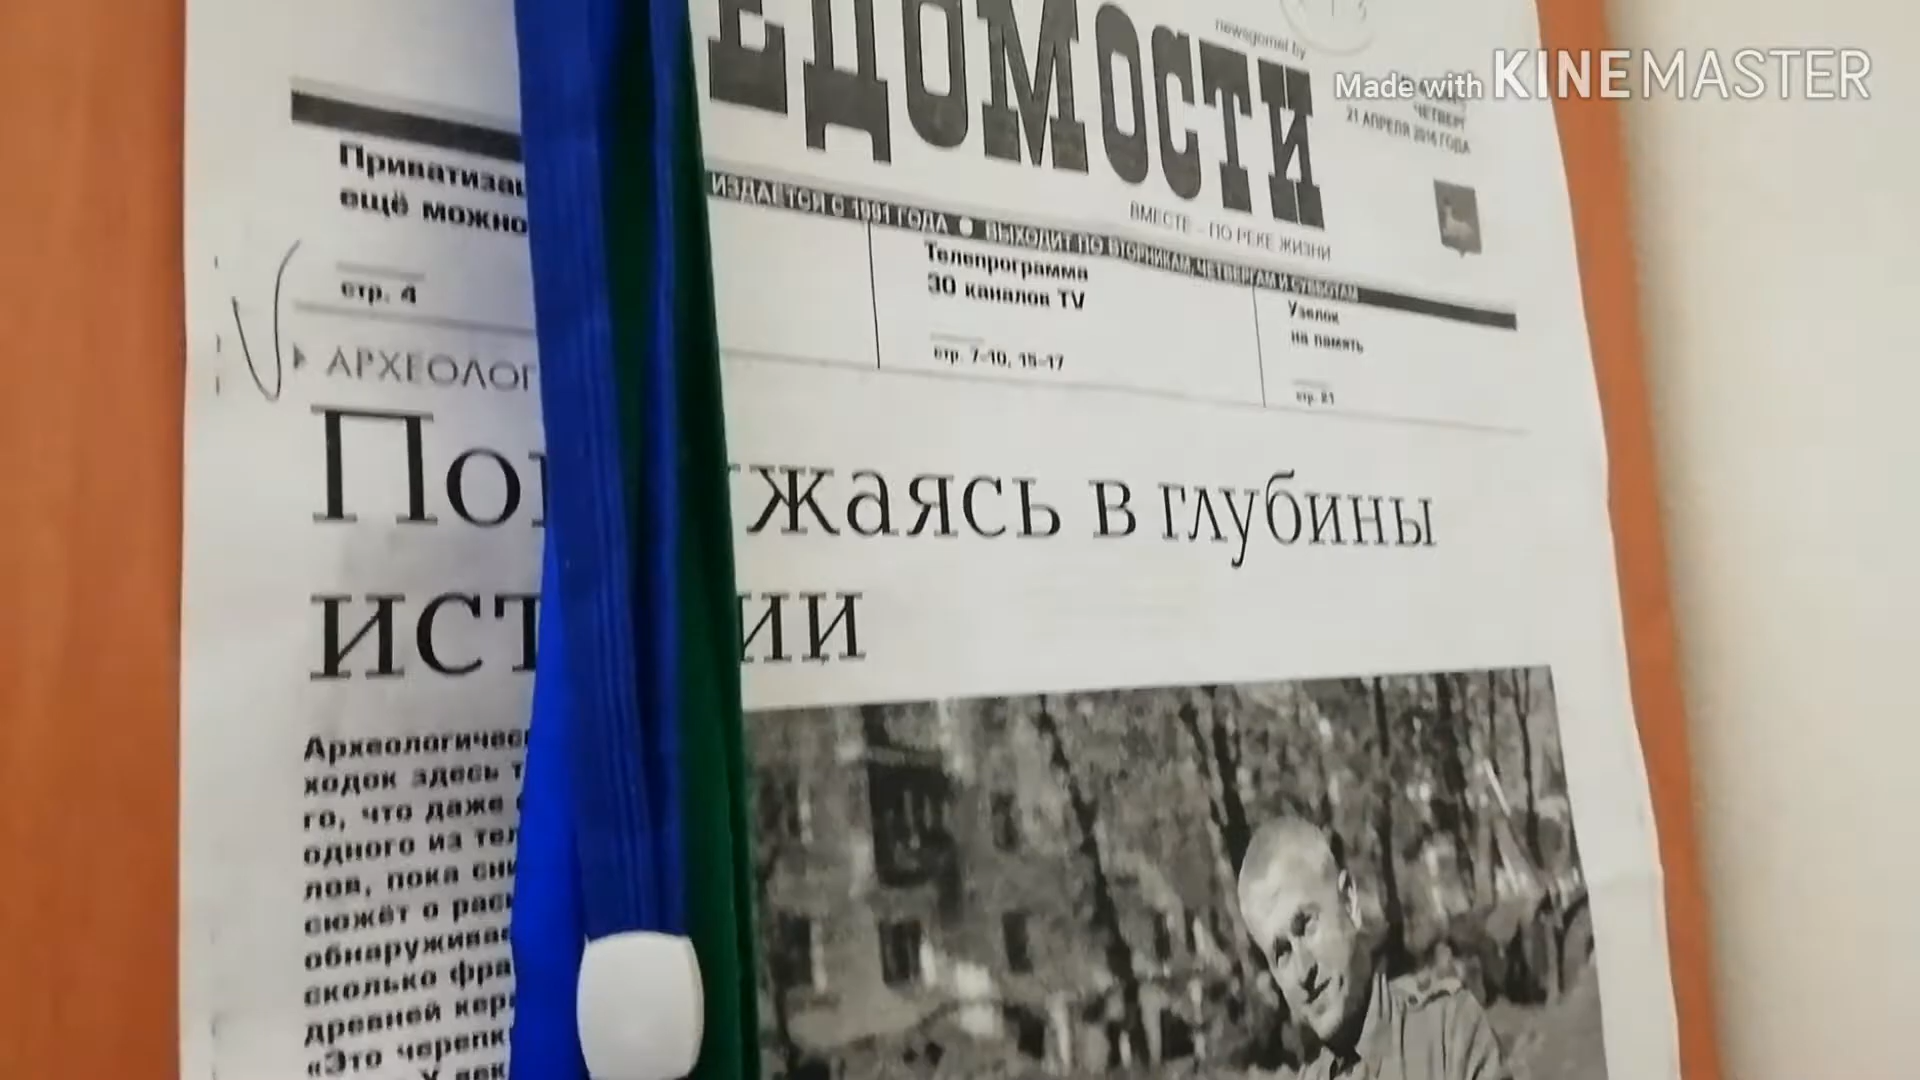 newsgomel.by
ЕДОМОСТИ
Made with KINEMASTER
ЧЕТВЕРГ
21 АПРЕЛЯ 2016 ГОДА
ВМЕСТЕ - ПО РЕКЕ ЖИЗНИ
ИЗДАЕТСЯ С 1991 ГОДА ● ВЫХОДИТ ПО ВТОРНИКАМ, ЧЕТВЕРГАМ И СУББОТАМ
Приватизац
ещё можно
стр. 4
Телепрограмма
30 каналов TV
стр. 7-10, 15-17
Узелок
на память
стр. 21
АРХЕОЛОГ
Пог жаясь в глубины
ист ии
Археологичес
ходок здесь т
го, что даже
одного из тел
лов, пока сни
сюжёт о раск
обнаружива
сколько фра
древней кер
«Это черепк